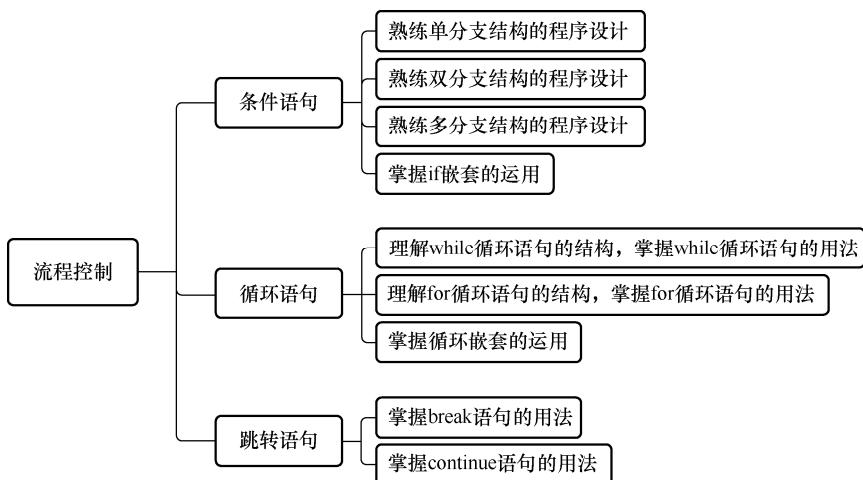 熟练单分支结构的程序设计
熟练双分支结构的程序设计
条件语句
熟练多分支结构的程序设计
掌握if嵌套的运用
流程控制
理解while循环语句的结构，掌握while循环语句的用法
循环语句
理解for循环语句的结构，掌握for循环语句的用法
掌握循环嵌套的运用
跳转语句
掌握break语句的用法
掌握continue语句的用法